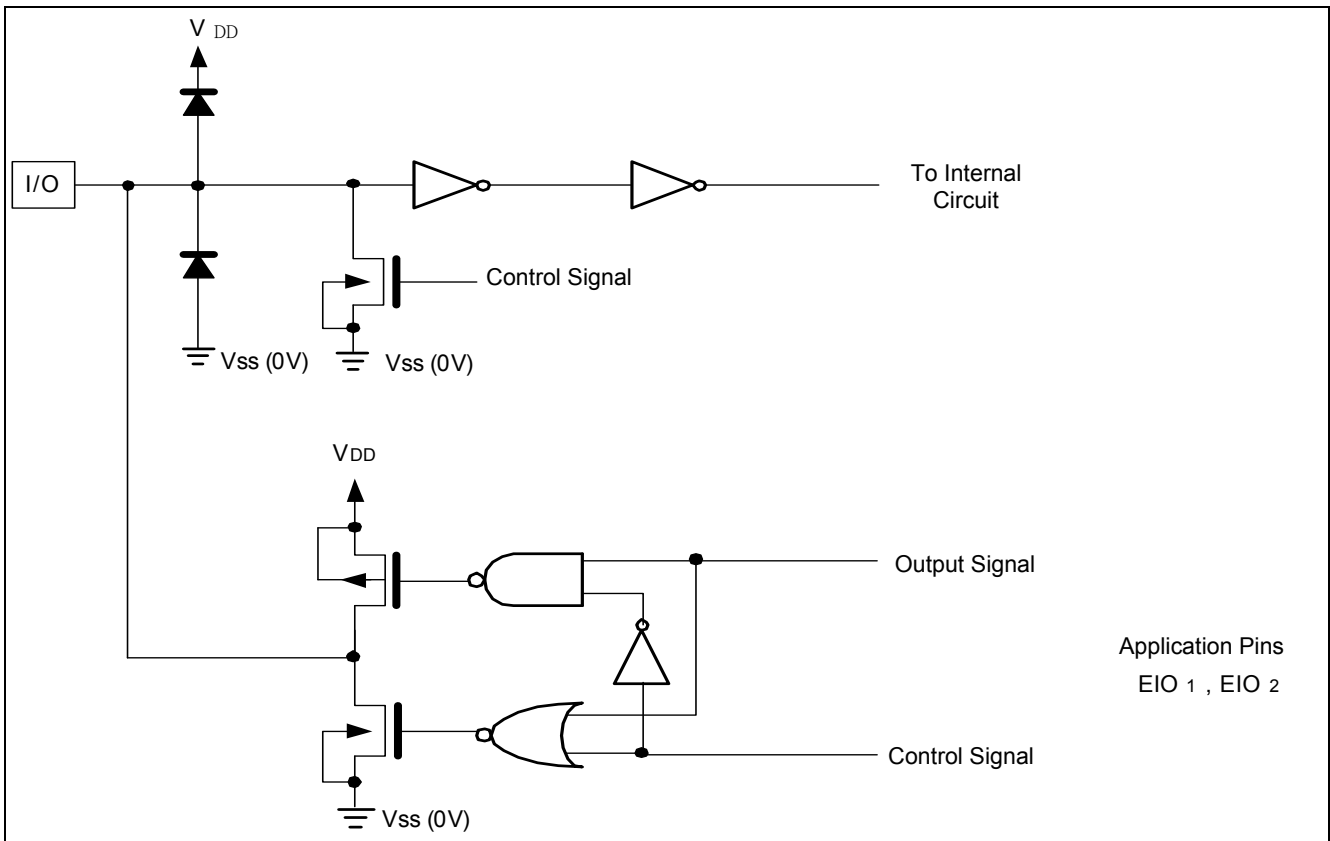 V DD
I/O
To Internal
Circuit
Control Signal
Vss (0V)
Vss (0V)
VDD
Output Signal
Application Pins
EIO 1 , EIO 2
Control Signal
Vss (0V)